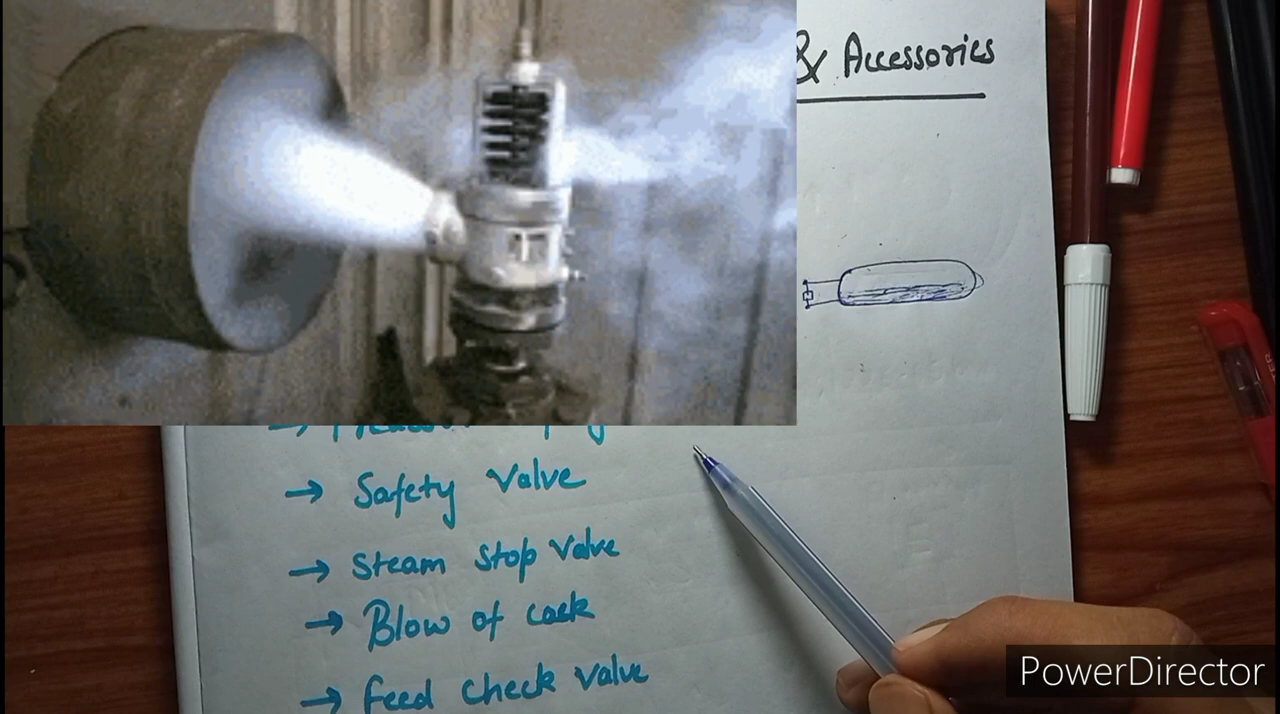 & Accessories
→ Safety Valve
→ Steam Stop Valve
→ Blow of cock
→ Feed Check Valve
PowerDirector